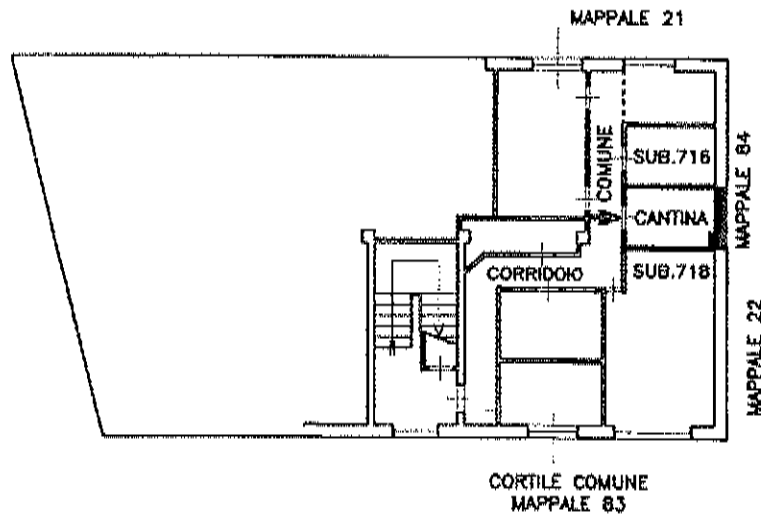 MAPPALE 21
SUB.716
COMUNE
MAPPALE 84
CANTINA
CORRIDOIO
SUB.718
MAPPALE 22
CORTILE COMUNE
MAPPALE 83